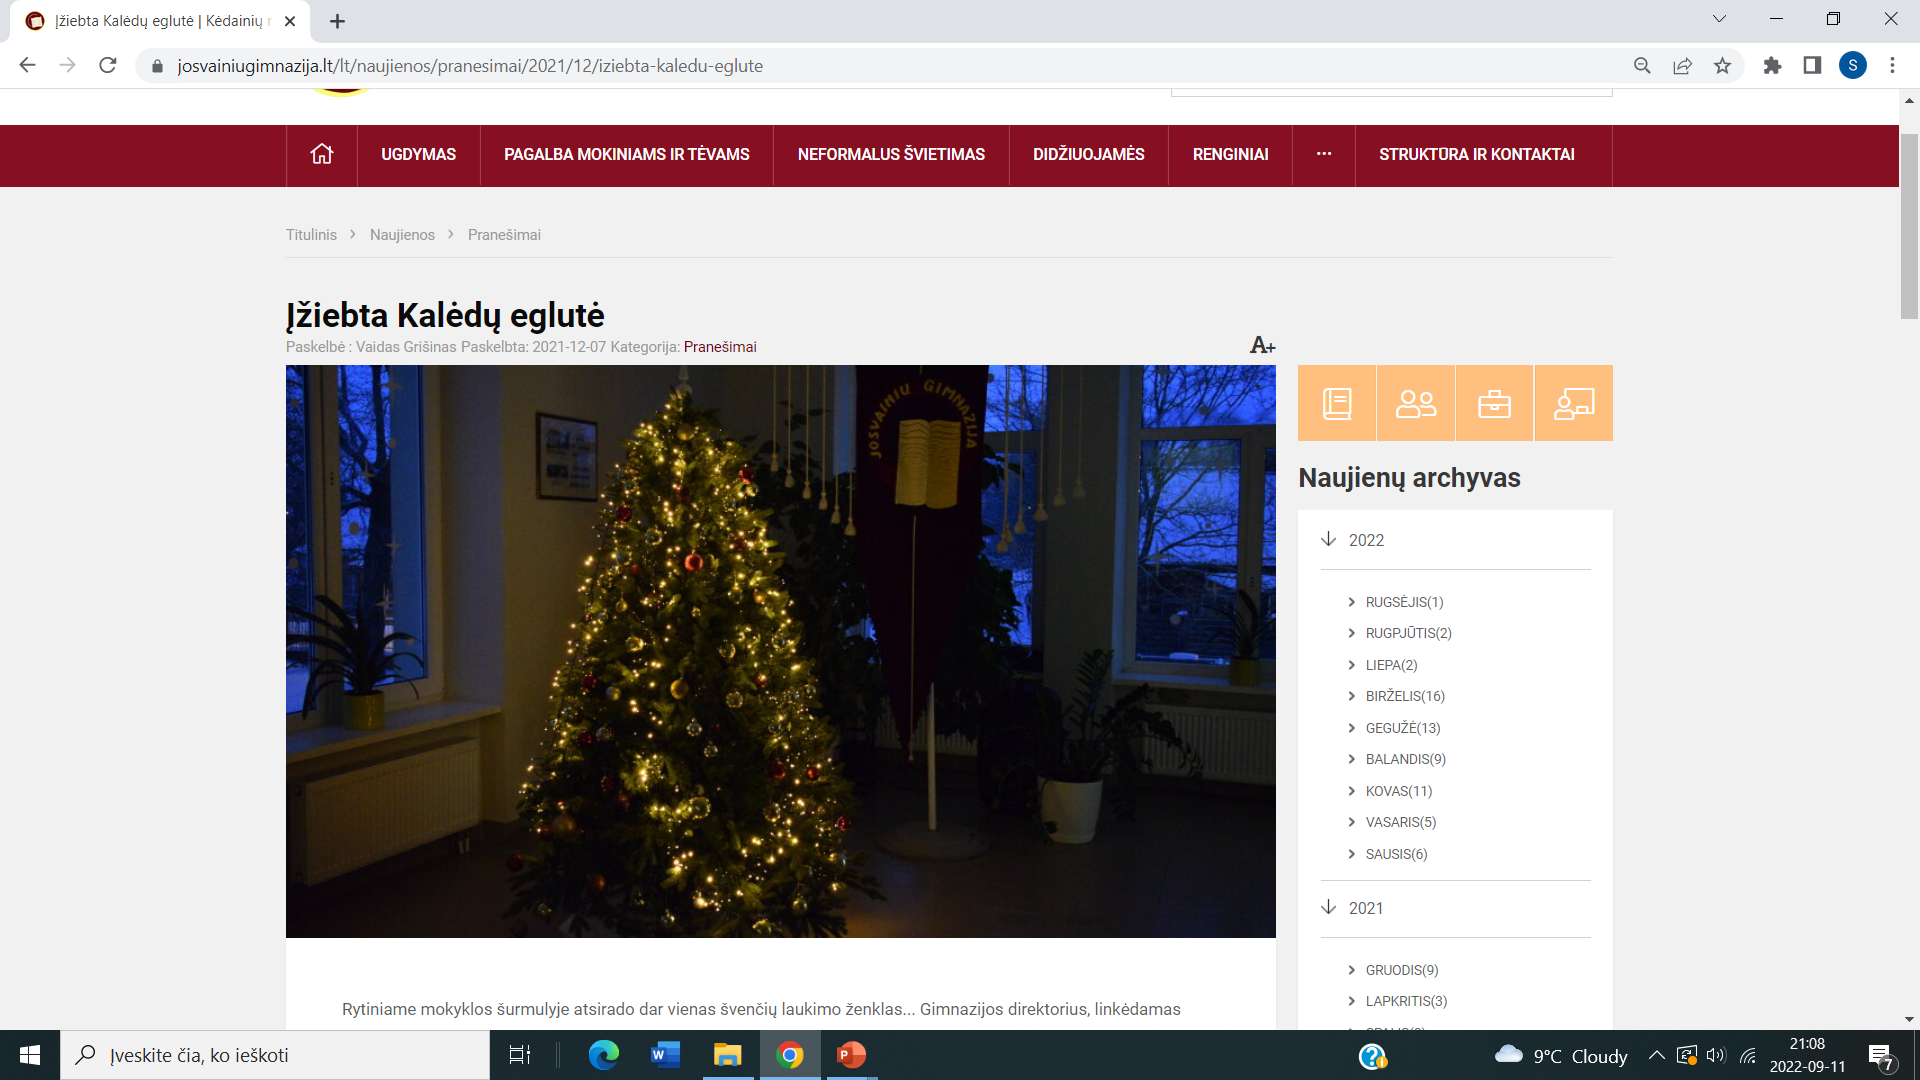 Įžiebta Kalėdų eglutė | Kėdainių r
josvainiugimnazija.lt/lt/naujienos/pranesimai/2021/12/iziebta-kaledu-eglute
S
UGDYMAS
PAGALBA MOKINIAMS IR TĖVAMS
NEFORMALUS ŠVIETIMAS
DIDŽIUOJAMĖS
RENGINIAI
...
STRUKTŪRA IR KONTAKTAI
Titulinis > Naujienos > Pranešimai
Įžiebta Kalėdų eglutė
Paskelbė : Vaidas Grišinas Paskelbta: 2021-12-07 Kategorija: Pranešimai
A+
JOSVAINIŲ GIMNAZIJA
Naujienų archyvas
2022
RUGSĖJIS(1)
RUGPJŪTIS(2)
LIEPA(2)
BIRŽELIS(16)
GEGUŽĖ(13)
BALANDIS(9)
KOVAS(11)
VASARIS(5)
SAUSIS(6)
2021
GRUODIS(9)
LAPKRITIS(3)
Rytiniame mokyklos šurmulyje atsirado dar vienas švenčių laukimo ženklas... Gimnazijos direktorius, linkėdamas
Įveskite čia, ko ieškoti
W
P
9°C Cloudy
21:08
2022-09-11
7